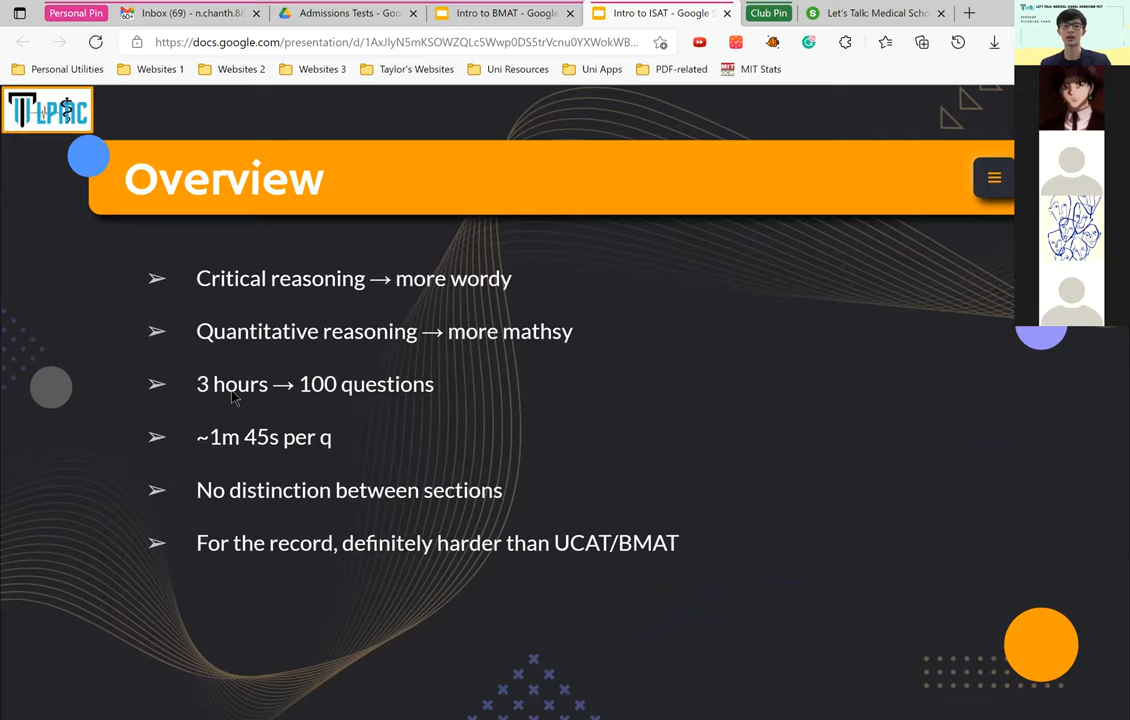 Personal Pin
Inbox (69) - n.chanth.88
Admissions Tests - Goo
Intro to BMAT - Google
Intro to ISAT - Google S
Club Pin
Let's Talk: Medical Scho
https://docs.google.com/presentation/d/1AxJlyN5mKSOWZQLc5Wwp0DS5trVcnu0YXWokWB...
Personal Utilities
Websites 1
Websites 2
Websites 3
Taylor's Websites
Uni Resources
Uni Apps
PDF-related
MIT Stats
TLPMC
Overview
➢ Critical reasoning → more wordy
➢ Quantitative reasoning → more mathsy
➢ 3 hours → 100 questions
➢ ~1m 45s per q
➢ No distinction between sections
➢ For the record, definitely harder than UCAT/BMAT